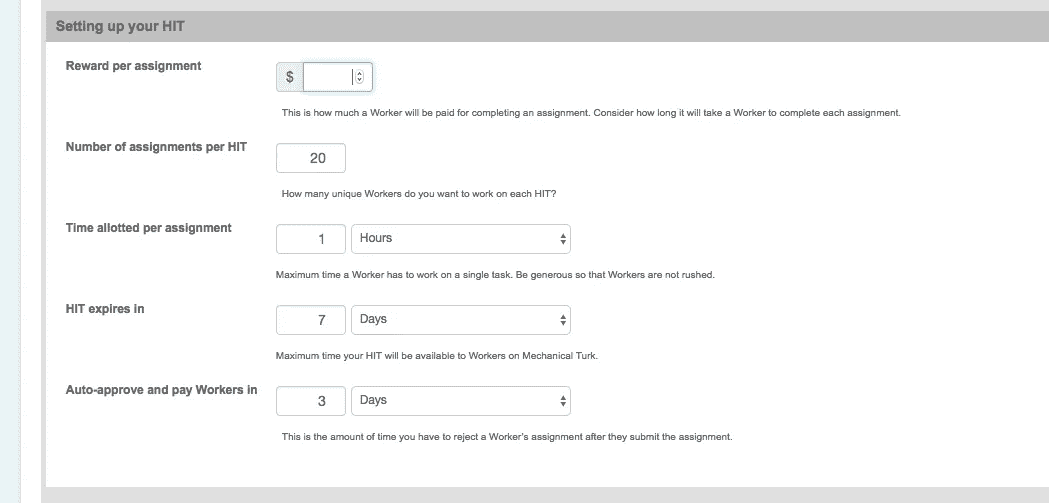 Setting up your HIT
Reward per assignment
$
This is how much a Worker will be paid for completing an assignment. Consider how long it will take a Worker to complete each assignment.
Number of assignments per HIT
20
How many unique Workers do you want to work on each HIT?
Time allotted per assignment
1 Hours
Maximum time a Worker has to work on a single task. Be generous so that Workers are not rushed.
HIT expires in
7 Days
Maximum time your HIT will be available to Workers on Mechanical Turk.
Auto-approve and pay Workers in
3 Days
This is the amount of time you have to reject a Worker's assignment after they submit the assignment.